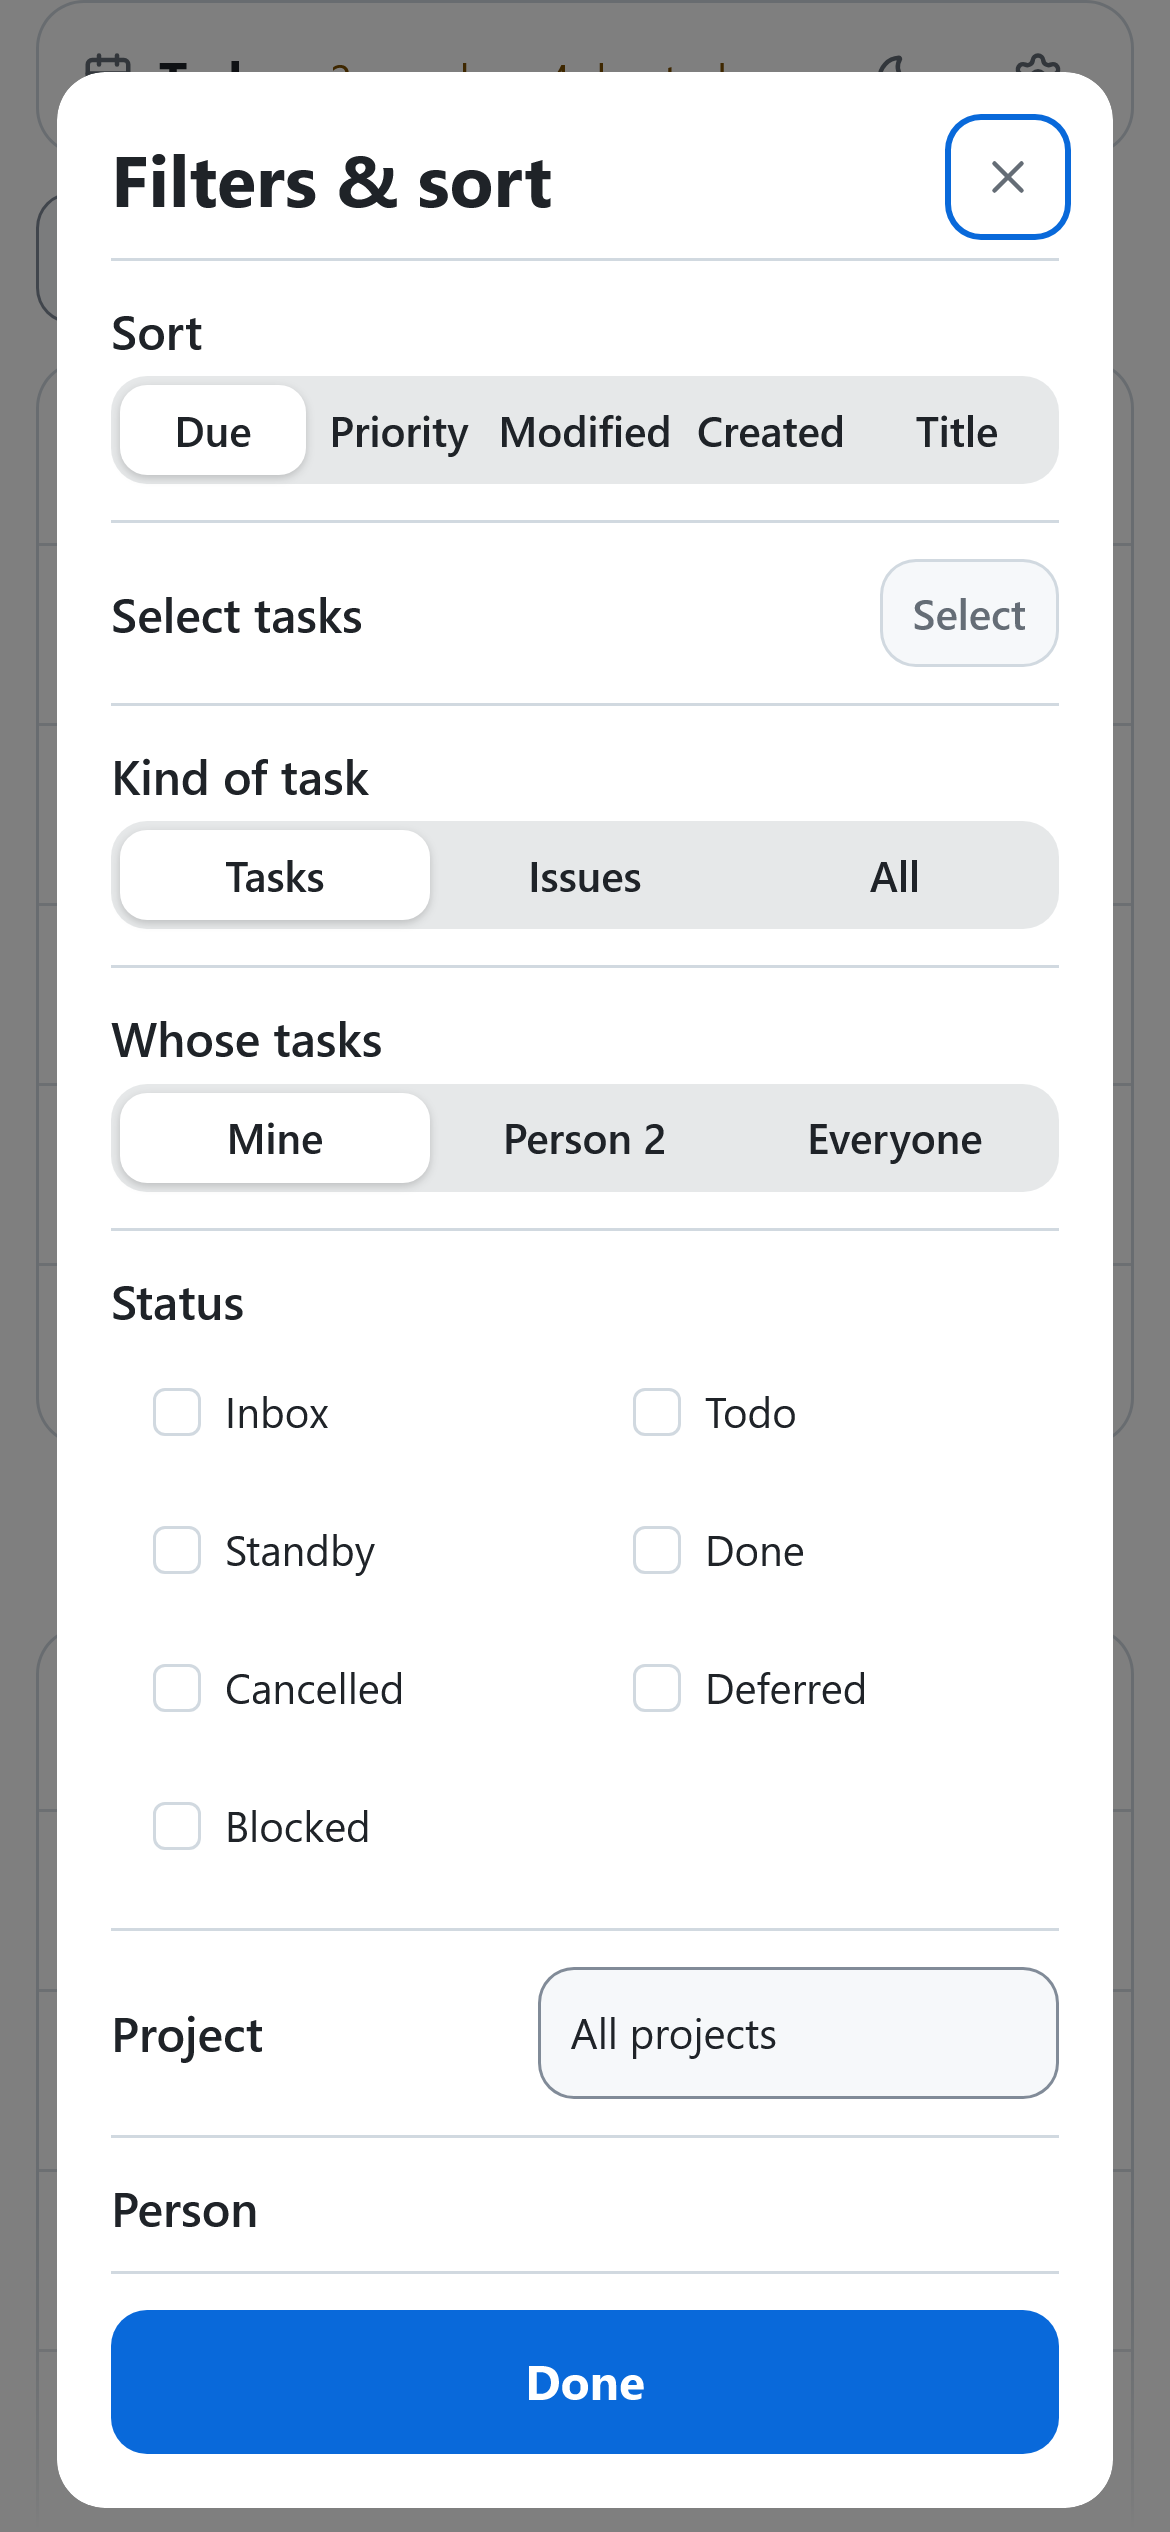 Filters & sort
Sort
Due Priority Modified Created Title
Select tasks Select
Kind of task
Tasks Issues All
Whose tasks
Mine Person 2 Everyone
Status
Inbox Todo
Standby Done
Cancelled Deferred
Blocked
Project All projects
Person
Done